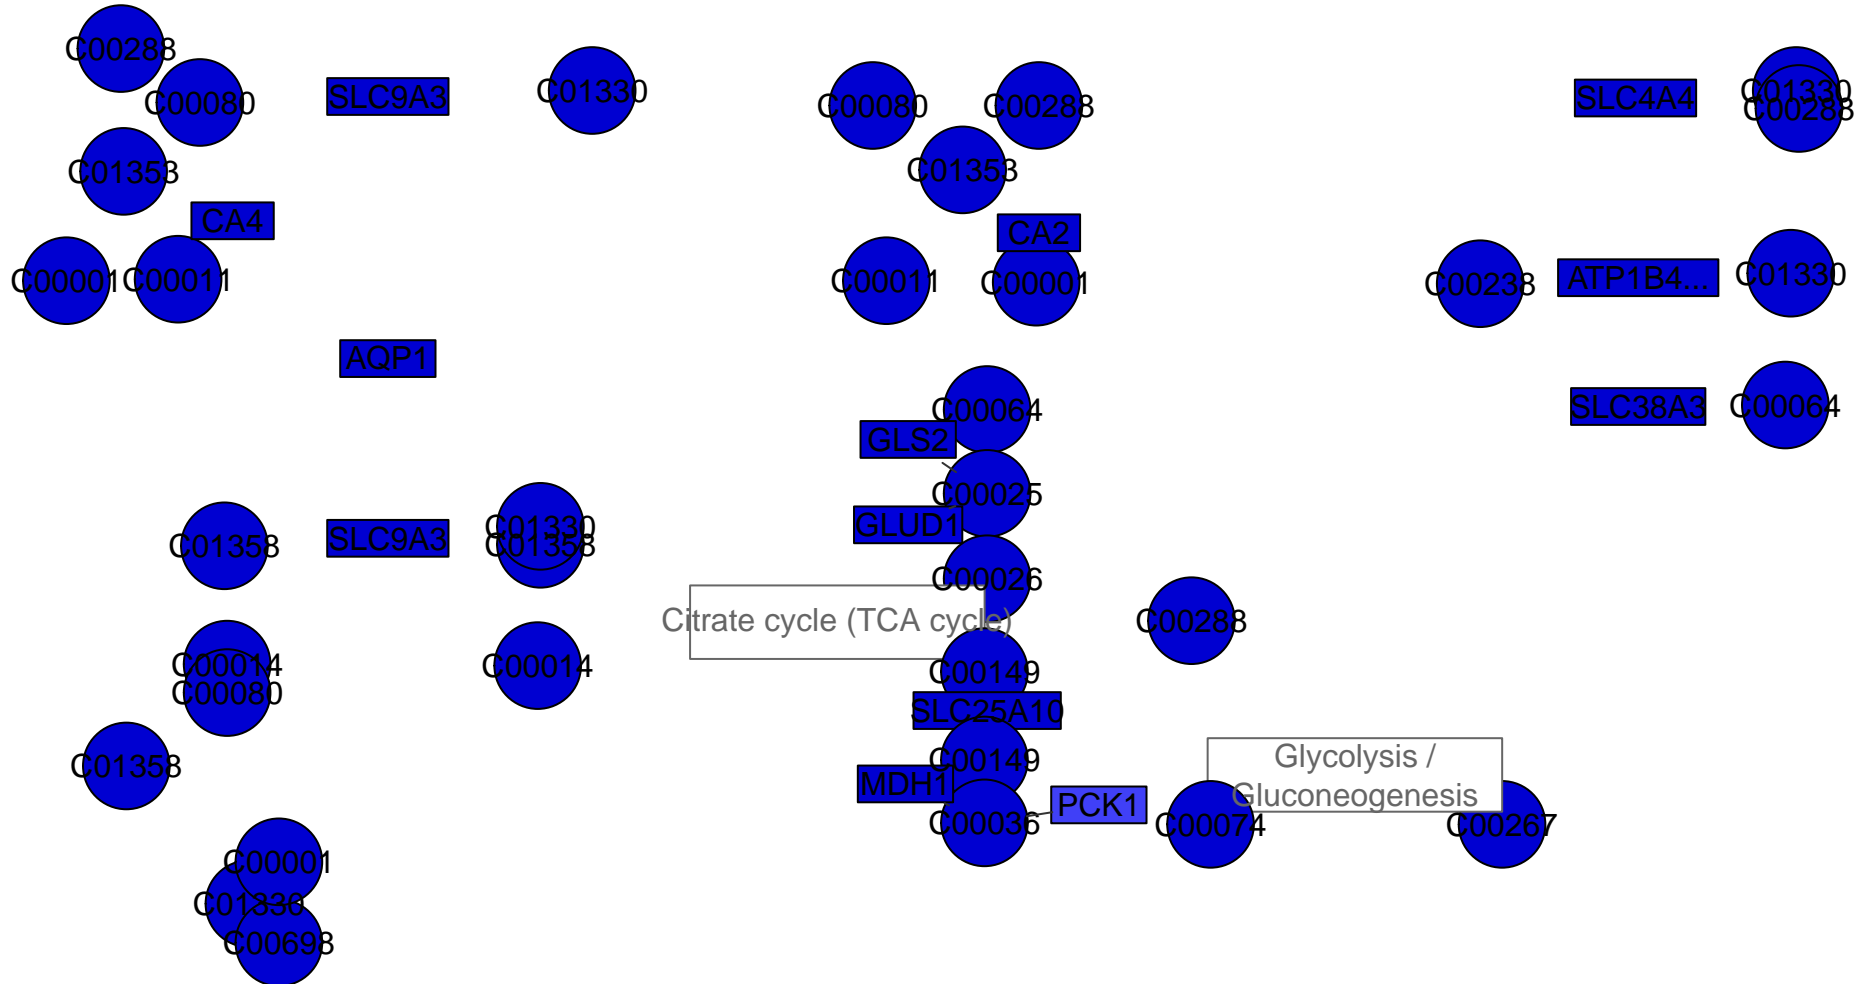 C00288
C00080
SLC9A3
C01330
C00080
C00288
SLC4A4
C01330
C00288
C01353
C01353
CA4
CA2
C00001
C00011
C00011
C00001
C00238
ATP1B4...
C01330
AQP1
C00064
SLC38A3
C00064
GLS2
C00025
GLUD1
C01358
SLC9A3
C01330
C01358
C00026
Citrate cycle (TCA cycle)
C00288
C00014
C00080
C00014
C00149
SLC25A10
C01358
C00149
MDH1
Glycolysis /
Gluconeogenesis
PCK1
C00036
C00074
C00267
C00001
C01330
C00698